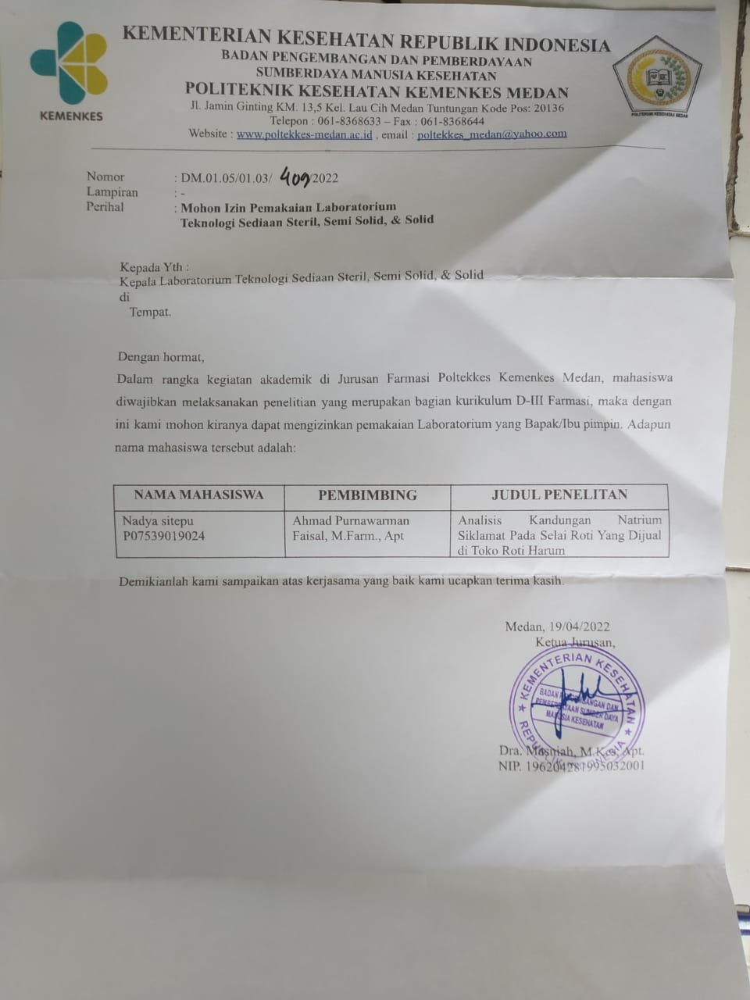 KEMENTERIAN KESEHATAN REPUBLIK INDONESIA
BADAN PENGEMBANGAN DAN PEMBERDAYAAN
SUMBERDAYA MANUSIA KESEHATAN
POLITEKNIK KESEHATAN KEMENKES MEDAN
Jl. Jamin Ginting KM. 13,5 Kel. Lau Cih Medan Tuntungan Kode Pos: 20136
Telepon : 061-8368633 – Fax : 061-8368644
Website : www.poltekkes-medan.ac.id , email : poltekkes_medan@yahoo.com
KEMENKES
POLITEKNIK KESEHATAN MEDAN
Nomor : DM.01.05/01.03/ 409/2022
Lampiran : -
Perihal : Mohon Izin Pemakaian Laboratorium
Teknologi Sediaan Steril, Semi Solid, & Solid
Kepada Yth :
Kepala Laboratorium Teknologi Sediaan Steril, Semi Solid, & Solid
di
Tempat.
Dengan hormat,
Dalam rangka kegiatan akademik di Jurusan Farmasi Poltekkes Kemenkes Medan, mahasiswa
diwajibkan melaksanakan penelitian yang merupakan bagian kurikulum D-III Farmasi, maka dengan
ini kami mohon kiranya dapat mengizinkan pemakaian Laboratorium yang Bapak/Ibu pimpin. Adapun
nama mahasiswa tersebut adalah:
NAMA MAHASISWA PEMBIMBING JUDUL PENELITAN
Nadya sitepu Ahmad Purnawarman Analisis Kandungan Natrium
P07539019024 Faisal, M.Farm., Apt Siklamat Pada Selai Roti Yang Dijual
di Toko Roti Harum
Demikianlah kami sampaikan atas kerjasama yang baik kami ucapkan terima kasih.
Medan, 19/04/2022
Ketua Jurusan,
KEMENTERIAN KESEHATAN
BADAN PENGEMBANGAN DAN
PEMBERDAYAAN SUMBER DAYA
MANUSIA KESEHATAN
REPUBLIK INDONESIA
Dra. Masniah, M.Kes, Apt.
NIP. 196204281995032001